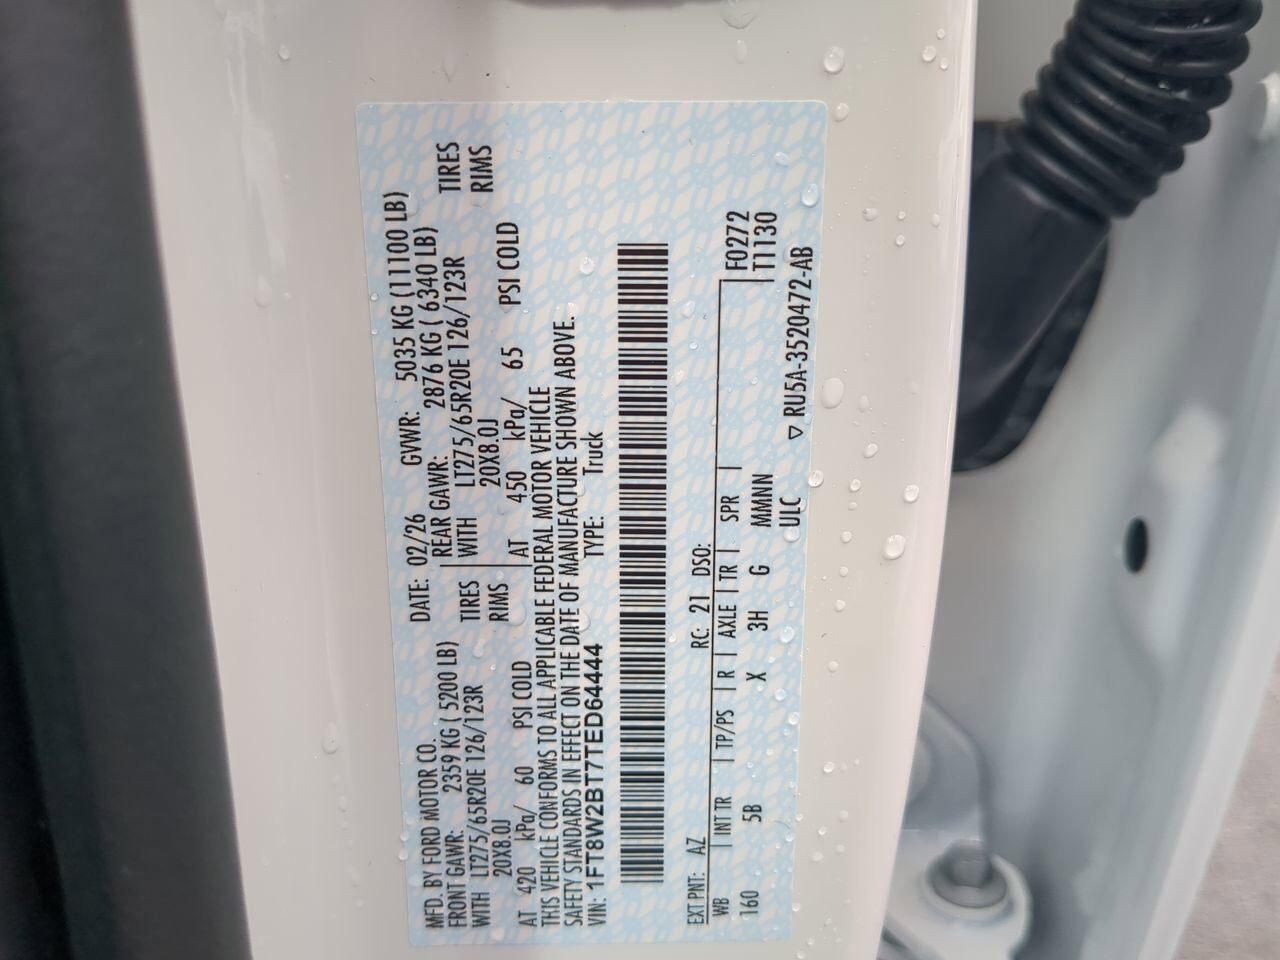 MFD. BY FORD MOTOR CO.
DATE: 02/26 GVWR: 5035 KG (11100 LB)
FRONT GAWR: 2359 KG ( 5200 LB) REAR GAWR: 2876 KG ( 6340 LB)
WITH LT275/65R20E 126/123R TIRES WITH LT275/65R20E 126/123R TIRES
20X8.0J RIMS 20X8.0J RIMS
AT 420 kPa/ 60 PSI COLD AT 450 kPa/ 65 PSI COLD
THIS VEHICLE CONFORMS TO ALL APPLICABLE FEDERAL MOTOR VEHICLE
SAFETY STANDARDS IN EFFECT ON THE DATE OF MANUFACTURE SHOWN ABOVE.
VIN: 1FT8W2BT7TED64444 TYPE: Truck
EXT PNT: AZ RC: 21 DSO:
WB INT TR TP/PS R AXLE TR SPR F0272
160 5B X 3H G MMNN T1130
ULC ▽ RU5A-3520472-AB